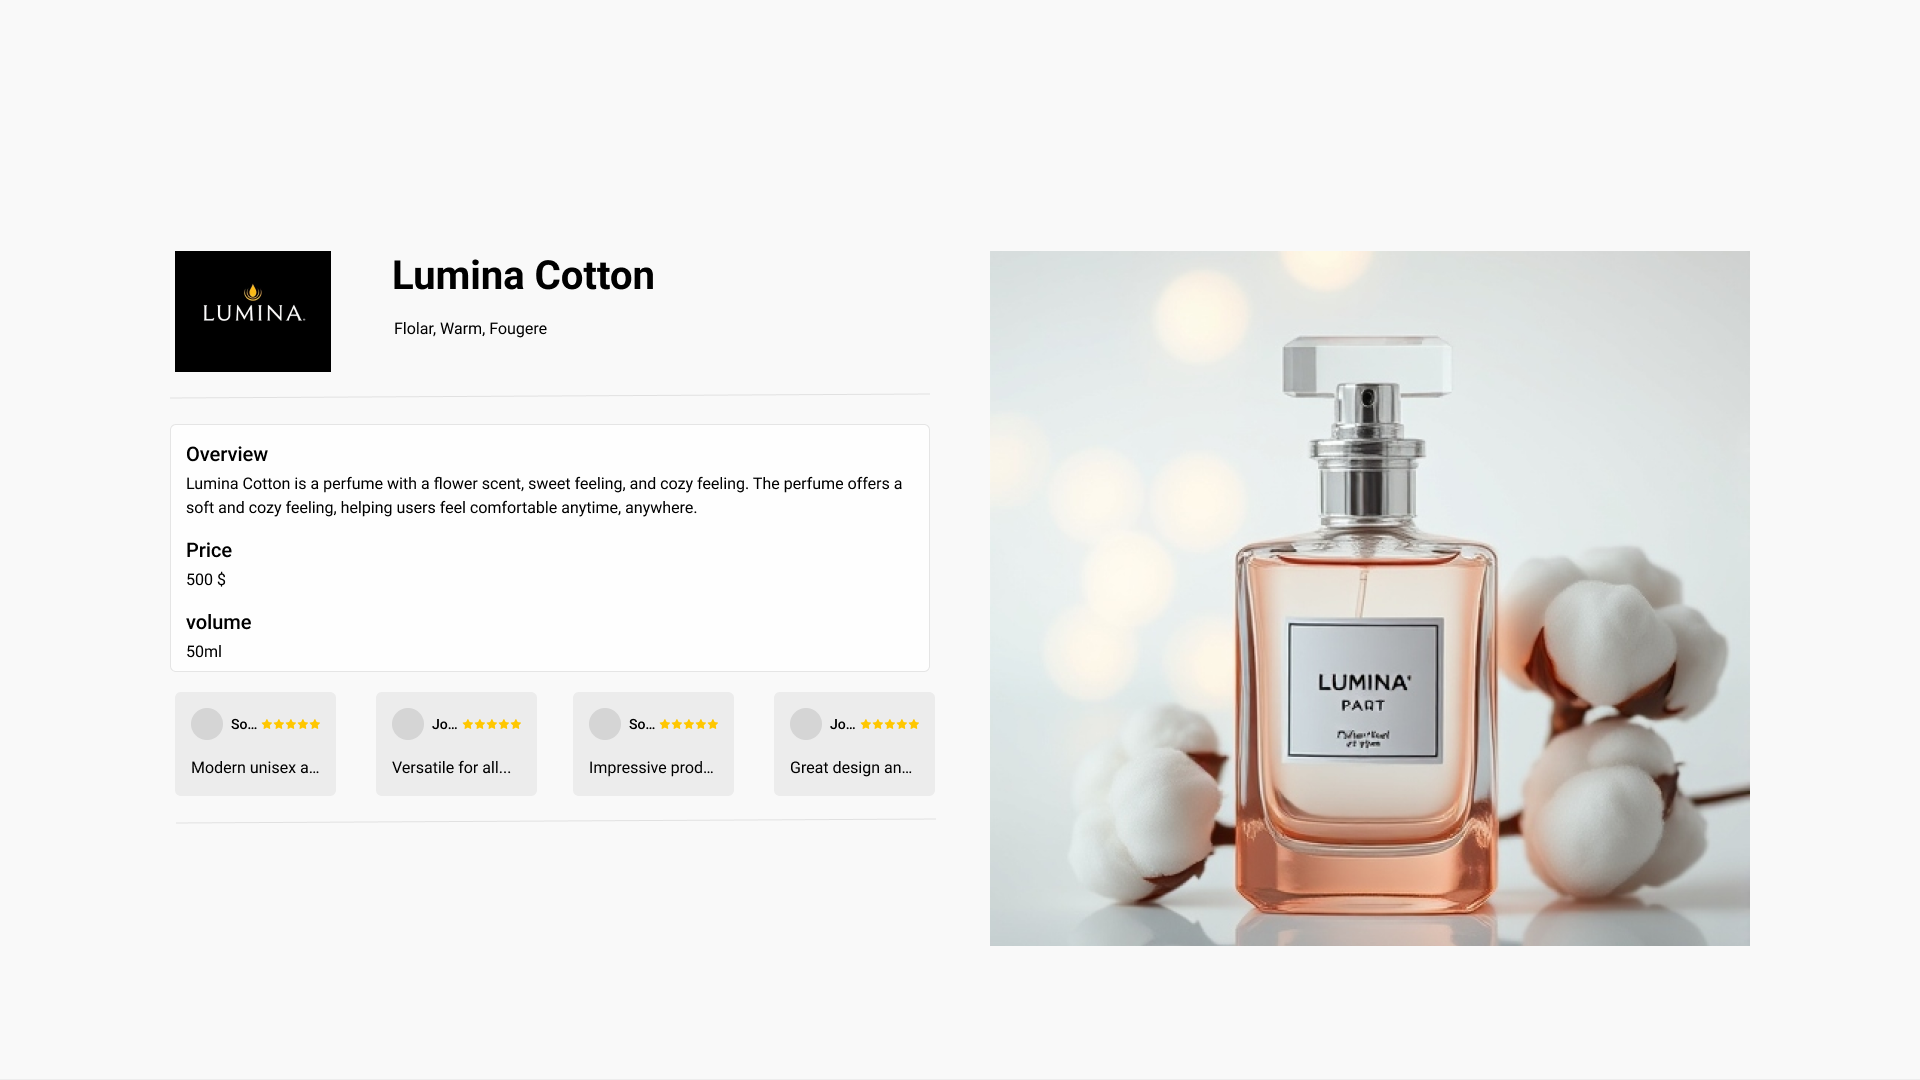 LUMINA
Lumina Cotton
Flolar, Warm, Fougere
Overview
Lumina Cotton is a perfume with a flower scent, sweet feeling, and cozy feeling. The perfume offers a
soft and cozy feeling, helping users feel comfortable anytime, anywhere.
Price
500 $
volume
50ml
So...
Modern unisex a...
Jo...
Versatile for all...
So...
Impressive prod...
Jo...
Great design an...
LUMINA
PART